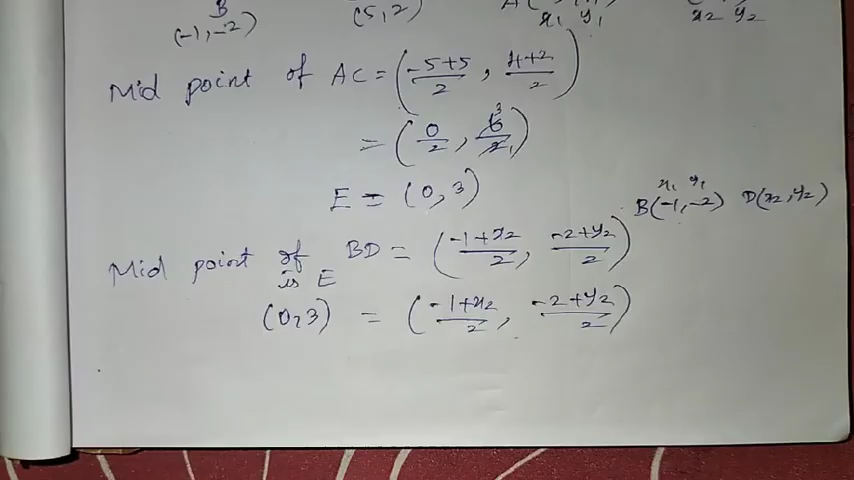 B
(-1,-2) (5,2) A( x₁ y₁ x₂ y₂
Mid point of AC = (-5+5/2, 4+2/2)
= (0/2, 6/2) 3 1
E = (0,3)
x₁ y₁
B(-1,-2) D(x₂,y₂)
Mid point of BD = (-1+x₂/2, -2+y₂/2)
is E
(0,3) = (-1+x₂/2, -2+y₂/2)